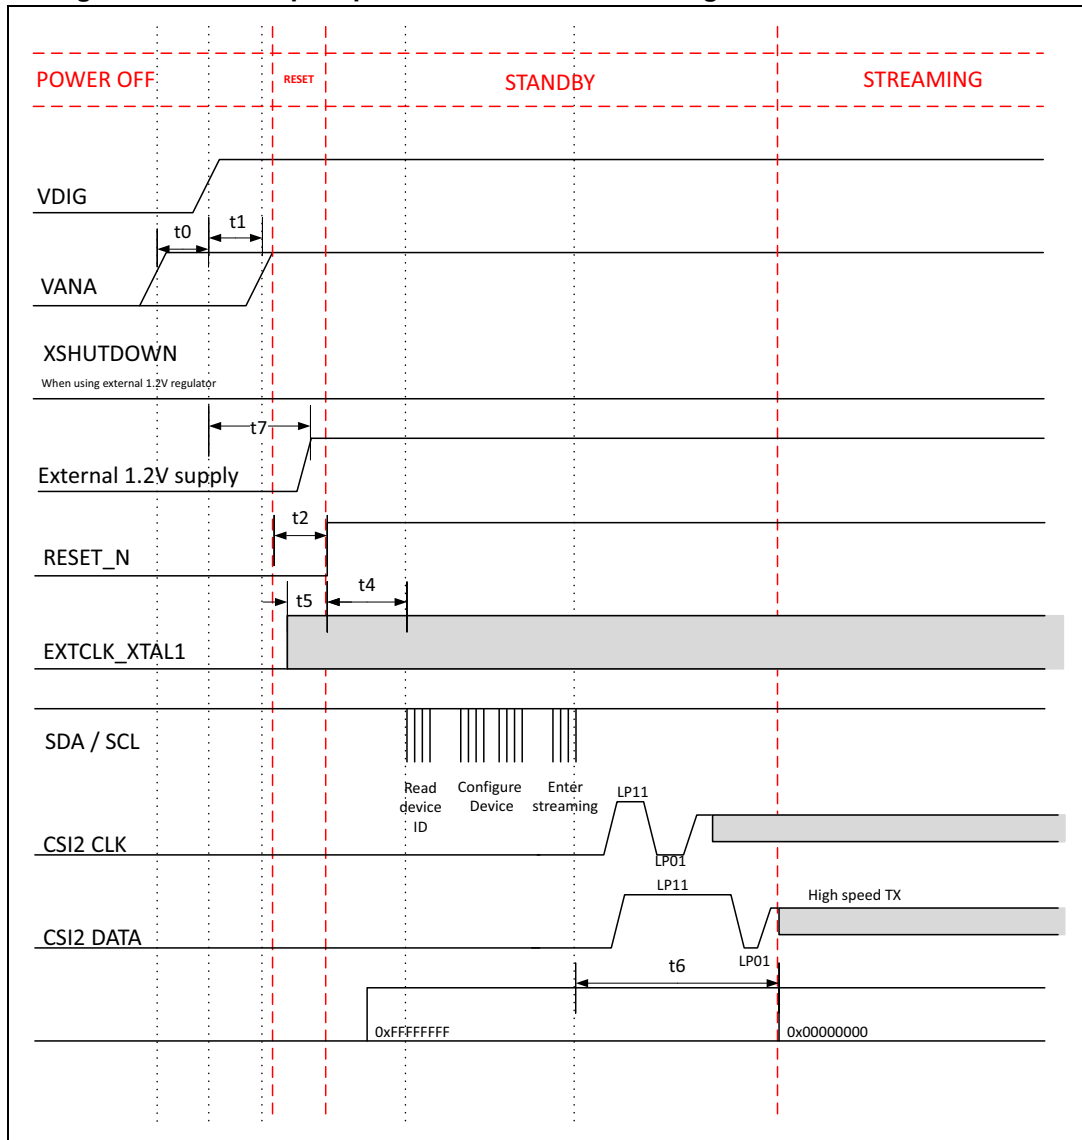 POWER OFF RESET STANDBY STREAMING
VDIG
t0 t1
VANA
XSHUTDOWN
When using external 1.2V regulator
t7
External 1.2V supply
t2
RESET_N
t5 t4
EXTCLK_XTAL1
SDA / SCL
Read device ID
Configure Device
Enter streaming
LP11
CSI2 CLK
LP01
LP11
High speed TX
CSI2 DATA
LP01
t6
0xFFFFFFFF 0x00000000